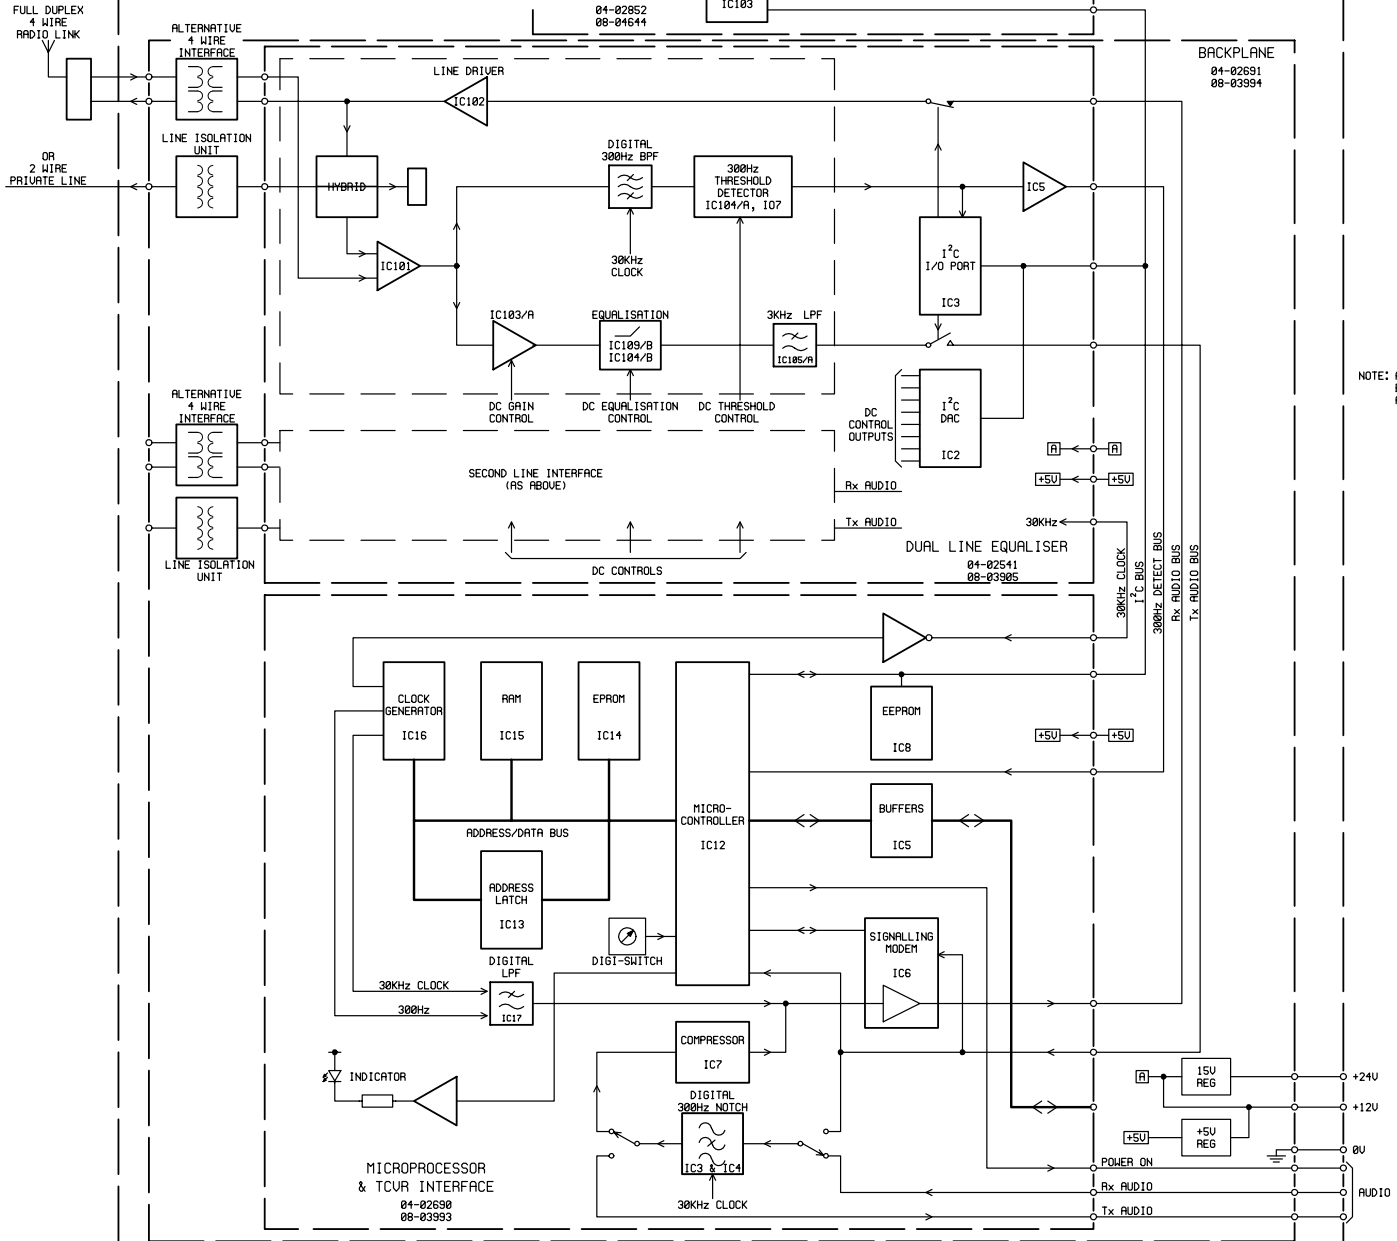 FULL DUPLEX
4 WIRE
RADIO LINK
ALTERNATIVE
4 WIRE
INTERFACE
04-02852
08-04644
IC103
BACKPLANE
04-02691
08-03994
LINE DRIVER
IC102
LINE ISOLATION
UNIT
OR
2 WIRE
PRIVATE LINE
HYBRID
DIGITAL
300Hz BPF
300Hz
THRESHOLD
DETECTOR
IC104/A, IO7
IC5
IC101
30KHz
CLOCK
I²C
I/O PORT
IC3
IC103/A
EQUALISATION
IC109/B
IC104/B
3KHz LPF
IC105/A
NOTE:
ALTERNATIVE
4 WIRE
INTERFACE
DC GAIN
CONTROL
DC EQUALISATION
CONTROL
DC THRESHOLD
CONTROL
DC
CONTROL
OUTPUTS
I²C
DAC
IC2
A
A
+5V
+5V
SECOND LINE INTERFACE
(AS ABOVE)
Rx AUDIO
Tx AUDIO
30KHz
DUAL LINE EQUALISER
04-02541
08-03905
LINE ISOLATION
UNIT
DC CONTROLS
30KHz CLOCK
I²C BUS
300Hz DETECT BUS
Rx AUDIO BUS
Tx AUDIO BUS
CLOCK
GENERATOR
IC16
RAM
IC15
EPROM
IC14
EEPROM
IC8
+5V
+5V
MICRO-
CONTROLLER
IC12
BUFFERS
IC5
ADDRESS/DATA BUS
ADDRESS
LATCH
IC13
DIGI-SWITCH
SIGNALLING
MODEM
IC6
DIGITAL
LPF
IC17
30KHz CLOCK
300Hz
COMPRESSOR
IC7
INDICATOR
DIGITAL
300Hz NOTCH
IC3 & IC4
30KHz CLOCK
A
15V
REG
+24V
+12V
+5V
+5V
REG
0V
POWER ON
Rx AUDIO
Tx AUDIO
AUDIO
MICROPROCESSOR
& TCVR INTERFACE
04-02690
08-03993